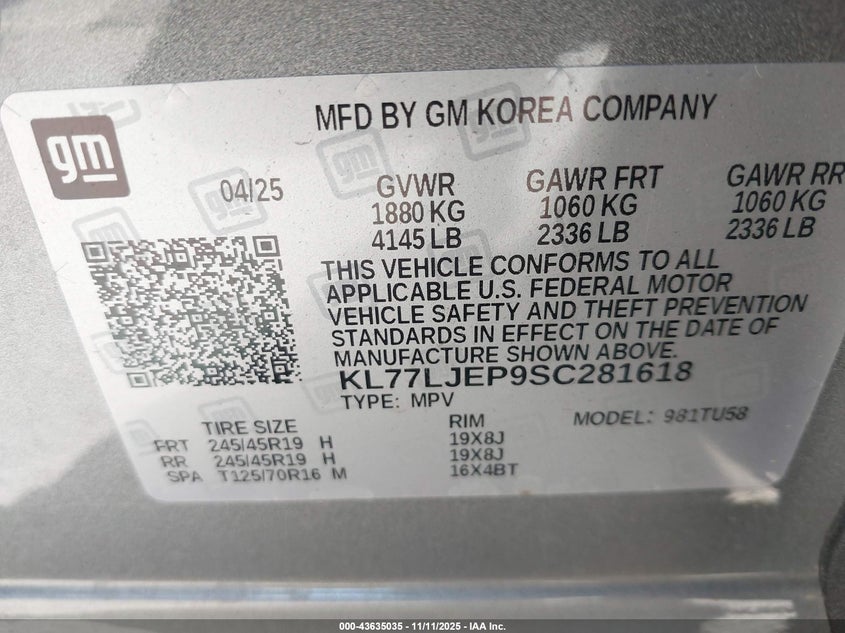 gm
MFD BY GM KOREA COMPANY
04/25 GVWR GAWR FRT GAWR RR
1880 KG 1060 KG 1060 KG
4145 LB 2336 LB 2336 LB
THIS VEHICLE CONFORMS TO ALL
APPLICABLE U.S. FEDERAL MOTOR
VEHICLE SAFETY AND THEFT PREVENTION
STANDARDS IN EFFECT ON THE DATE OF
MANUFACTURE SHOWN ABOVE.
KL77LJEP9SC281618
TYPE: MPV MODEL: 981TU58
TIRE SIZE RIM
FRT 245/45R19 H 19X8J
RR 245/45R19 H 19X8J
SPA T125/70R16 M 16X4BT
000-43635035 - 11/11/2025 - IAA Inc.